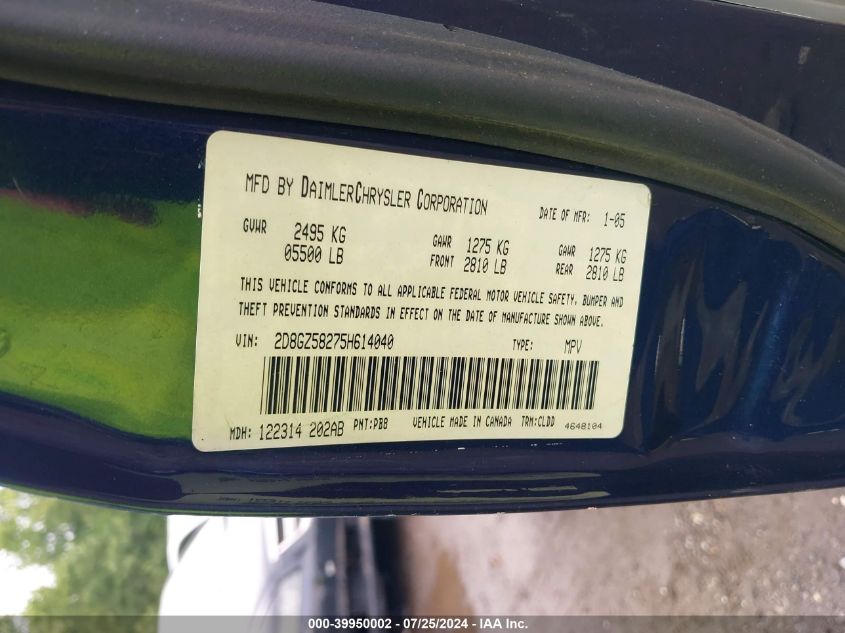 MFD BY DAIMLERCHRYSLER CORPORATION DATE OF MFR: 1-05
GVWR 2495 KG GAWR 1275 KG GAWR 1275 KG
05500 LB FRONT 2810 LB REAR 2810 LB
THIS VEHICLE CONFORMS TO ALL APPLICABLE FEDERAL MOTOR VEHICLE SAFETY, BUMPER AND
THEFT PREVENTION STANDARDS IN EFFECT ON THE DATE OF MANUFACTURE SHOWN ABOVE.
VIN: 2D8GZ58275H614040 TYPE: MPV
MDH: 122314 202AB PNT:PB8 VEHICLE MADE IN CANADA TRM:CLDD 4648104
000-39950002 - 07/25/2024 - IAA Inc.